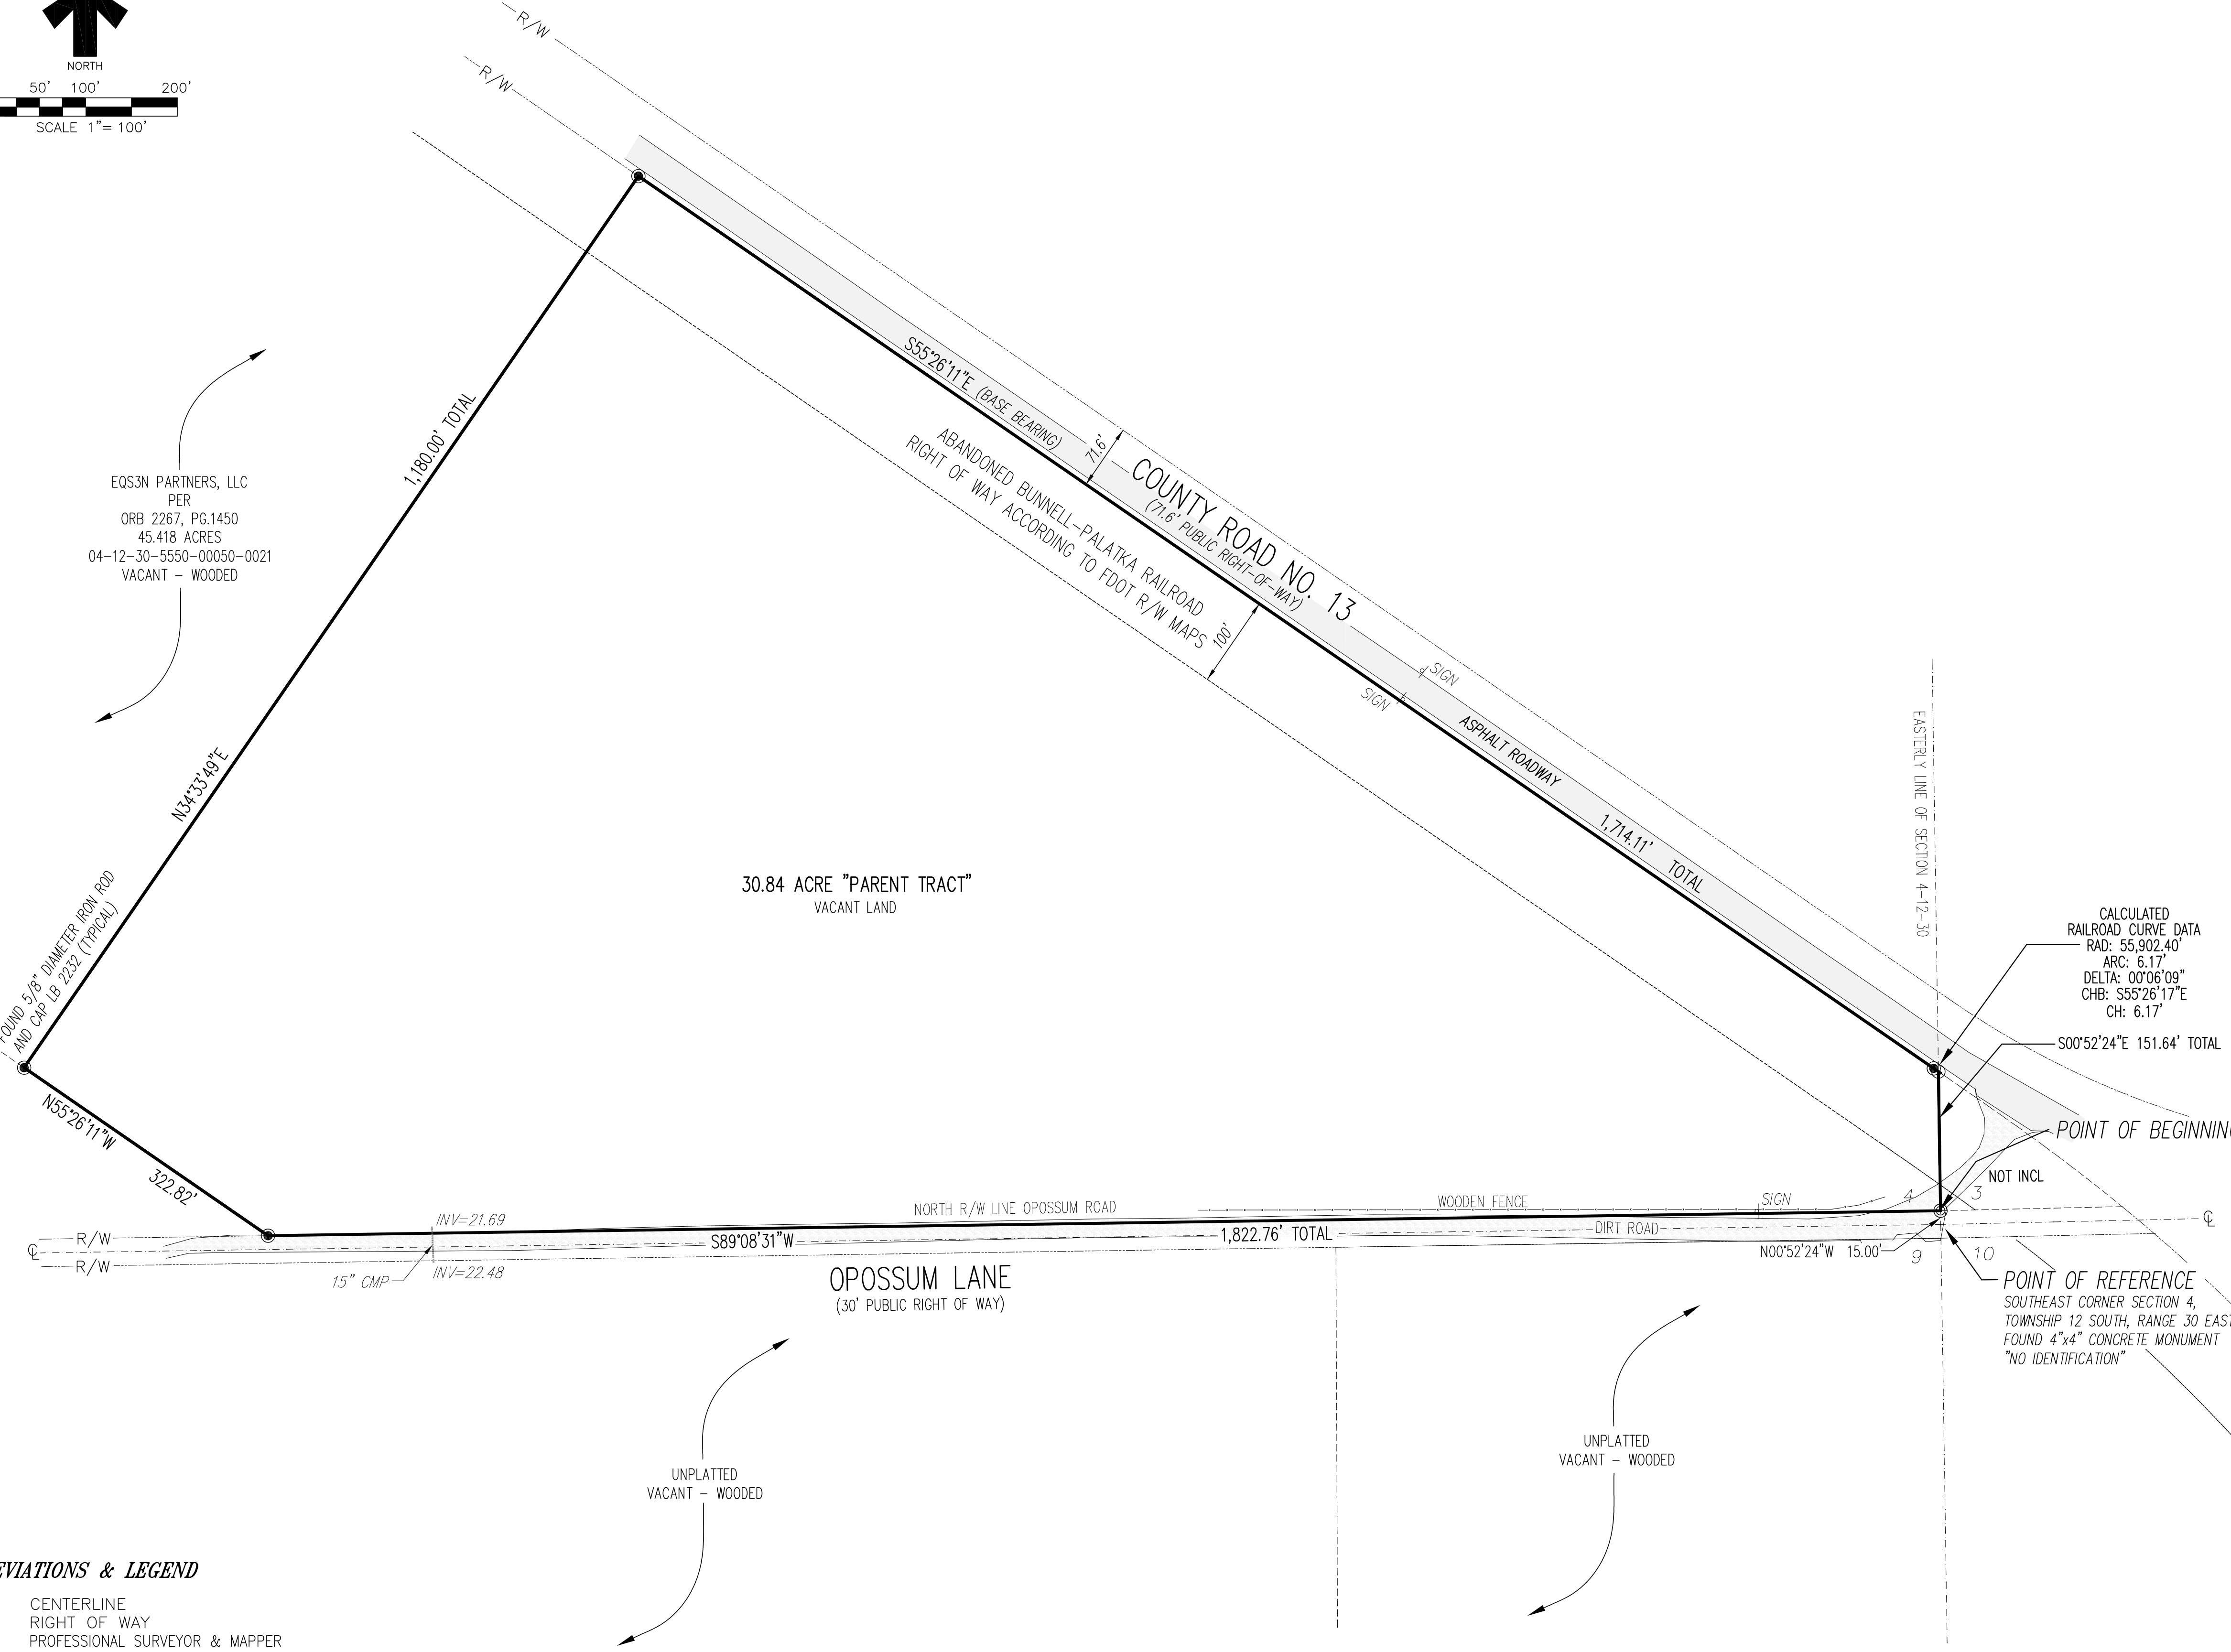 NORTH
50' 100' 200'
SCALE 1"= 100'
R/W
R/W
S55°26'11"E (BASE BEARING)
71.6'
COUNTY ROAD NO. 13
(71.6' PUBLIC RIGHT-OF-WAY)
ABANDONED BUNNELL-PALATKA RAILROAD
RIGHT OF WAY ACCORDING TO FDOT R/W MAPS
100'
SIGN
SIGN
ASPHALT ROADWAY
1,714.11' TOTAL
1,180.00' TOTAL
N34°33'49"E
EQS3N PARTNERS, LLC
PER
ORB 2267, PG.1450
45.418 ACRES
04-12-30-5550-00050-0021
VACANT - WOODED
EASTERLY LINE OF SECTION 4-12-30
30.84 ACRE "PARENT TRACT"
VACANT LAND
FOUND 5/8" DIAMETER IRON ROD
AND CAP LB 2232 (TYPICAL)
CALCULATED
RAILROAD CURVE DATA
RAD: 55,902.40'
ARC: 6.17'
DELTA: 00°06'09"
CHB: S55°26'17"E
CH: 6.17'
S00°52'24"E 151.64' TOTAL
N55°26'11"W
322.82'
POINT OF BEGINNING
NOT INCL
NORTH R/W LINE OPOSSUM ROAD
WOODEN FENCE
SIGN
4 3
INV=21.69
R/W
℄
R/W
S89°08'31"W
1,822.76' TOTAL
DIRT ROAD
℄
N00°52'24"W 15.00'
9 10
15" CMP
INV=22.48
OPOSSUM LANE
(30' PUBLIC RIGHT OF WAY)
POINT OF REFERENCE
SOUTHEAST CORNER SECTION 4,
TOWNSHIP 12 SOUTH, RANGE 30 EAST
FOUND 4"x4" CONCRETE MONUMENT
"NO IDENTIFICATION"
UNPLATTED
VACANT - WOODED
UNPLATTED
VACANT - WOODED
EVIATIONS & LEGEND
CENTERLINE
RIGHT OF WAY
PROFESSIONAL SURVEYOR & MAPPER